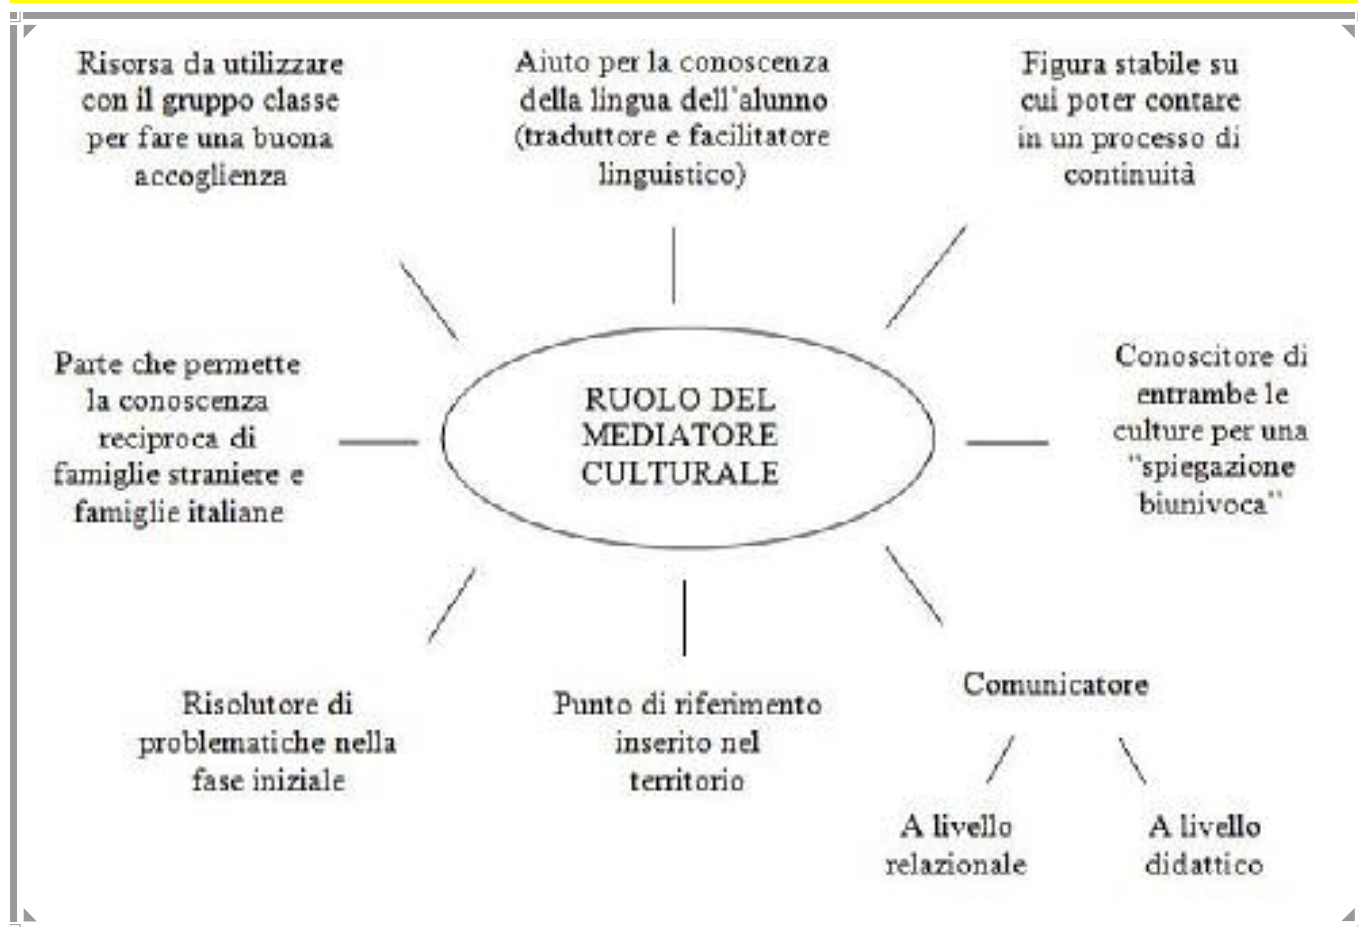 Risorsa da utilizzare
con il gruppo classe
per fare una buona
accoglienza
Aiuto per la conoscenza
della lingua dell'alunno
(traduttore e facilitatore
linguistico)
Figura stabile su
cui poter contare
in un processo di
continuità
Parte che permette
la conoscenza
reciproca di
famiglie straniere e
famiglie italiane
RUOLO DEL
MEDIATORE
CULTURALE
Conoscitore di
entrambe le
culture per una
"spiegazione
biunivoca"
Risolutore di
problematiche nella
fase iniziale
Punto di riferimento
inserito nel
territorio
Comunicatore
A livello
relazionale
A livello
didattico